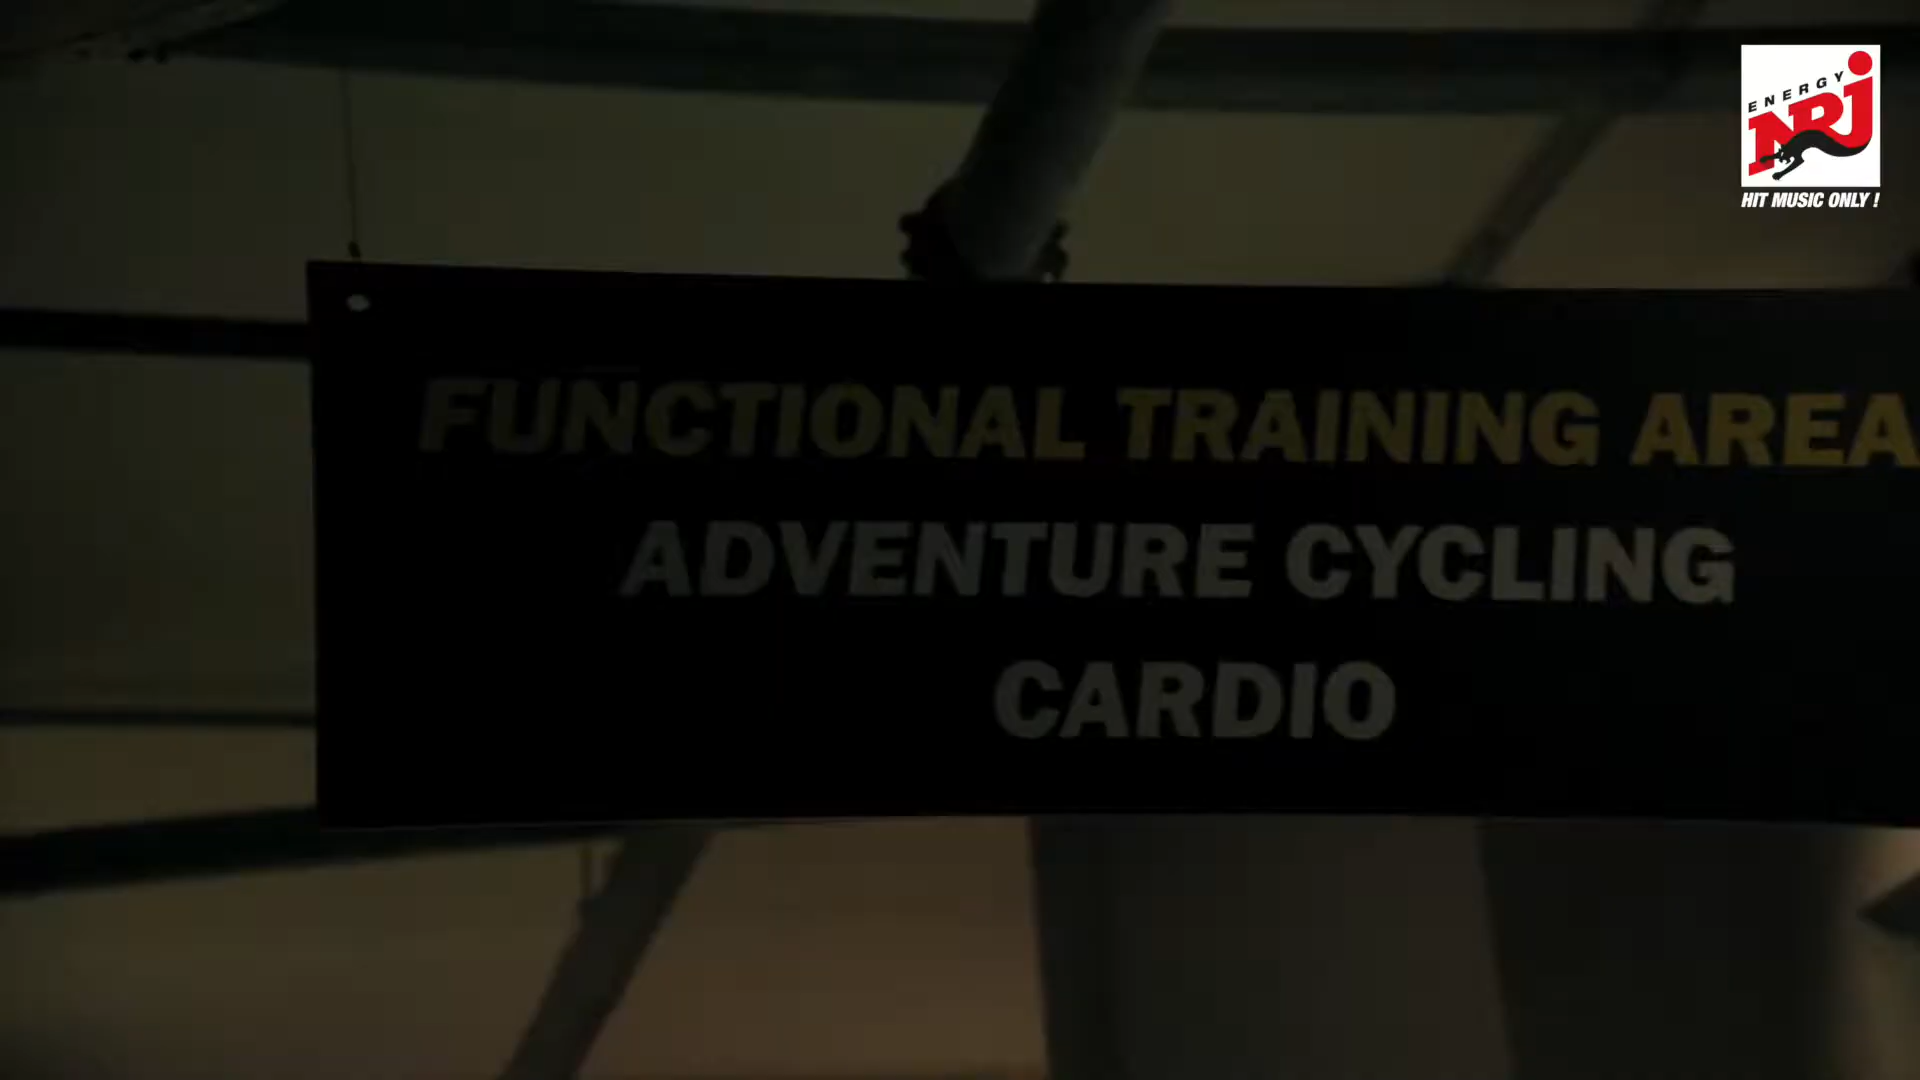 ENERGY
NRJ
HIT MUSIC ONLY !
FUNCTIONAL TRAINING AREA
ADVENTURE CYCLING
CARDIO